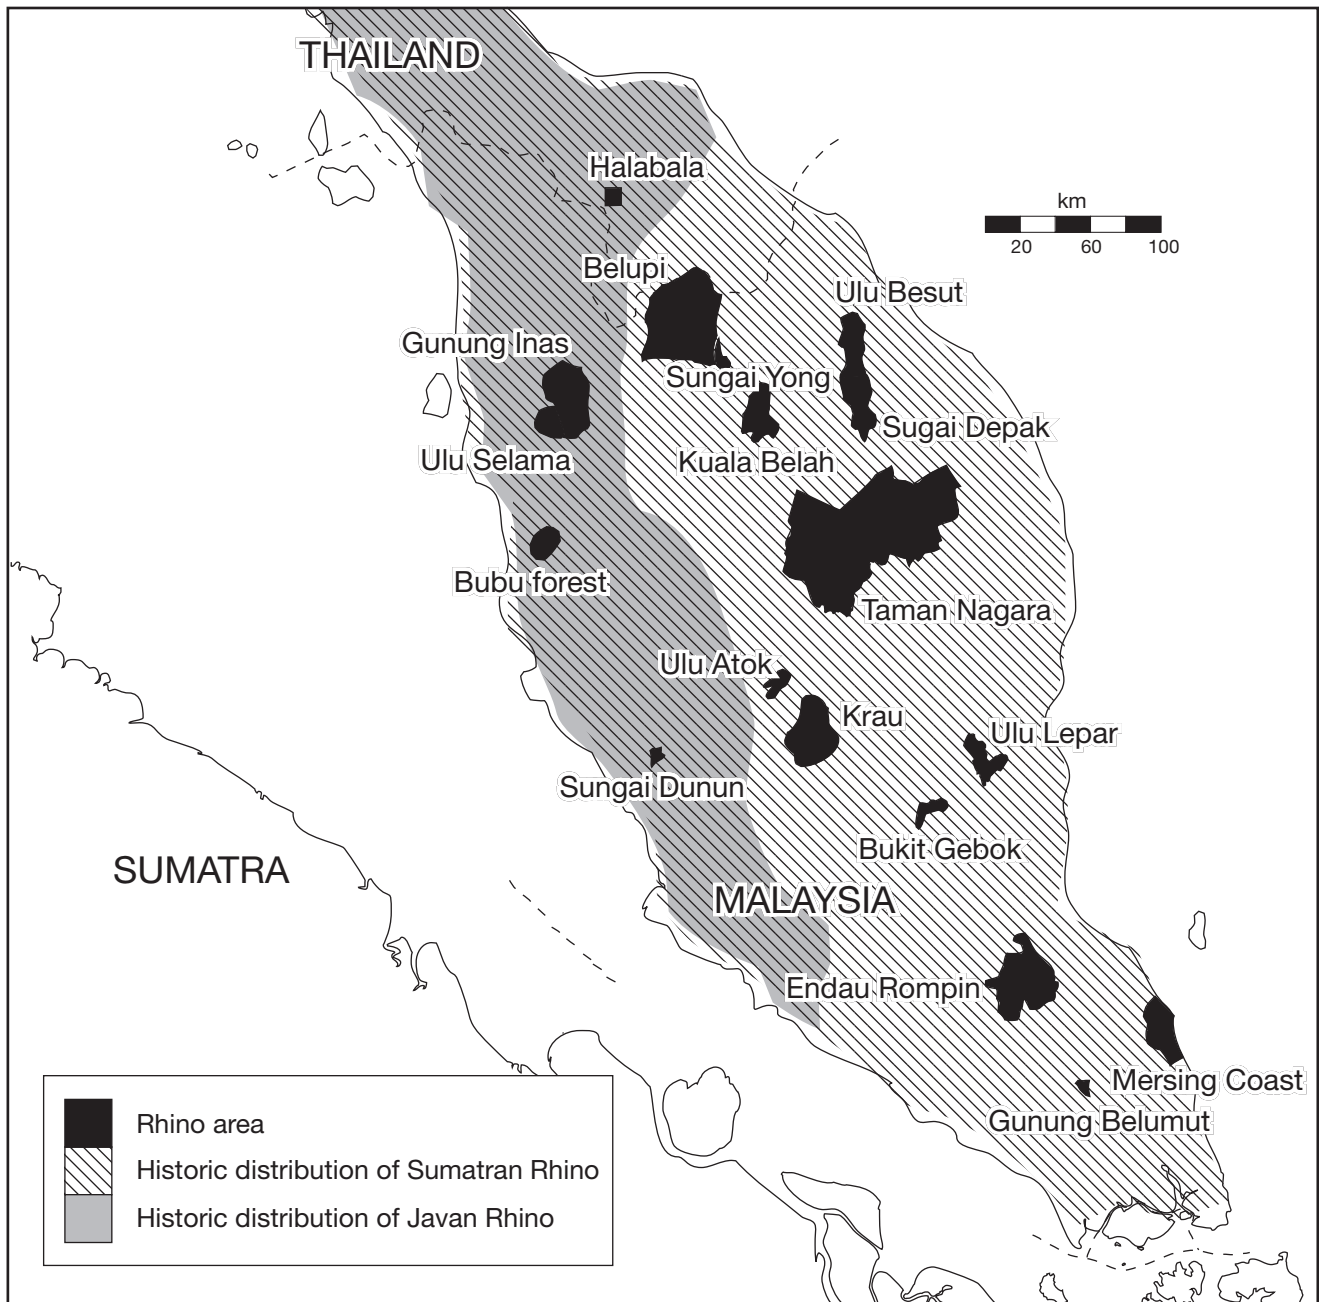 THAILAND
Halabala
km
20 60 100
Belupi
Ulu Besut
Gunung Inas
Sungai Yong
Sugai Depak
Ulu Selama
Kuala Belah
Bubu forest
Taman Nagara
Ulu Atok
Krau
Ulu Lepar
Sungai Dunun
Bukit Gebok
SUMATRA
MALAYSIA
Endau Rompin
Mersing Coast
Gunung Belumut
Rhino area
Historic distribution of Sumatran Rhino
Historic distribution of Javan Rhino